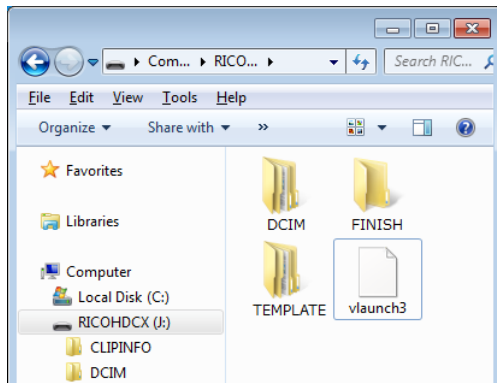 Com... RICO... Search RIC...
File Edit View Tools Help
Organize Share with »
Favorites
Libraries
Computer
Local Disk (C:)
RICOHDCX (J:)
CLIPINFO
DCIM
DCIM FINISH
TEMPLATE vlaunch3